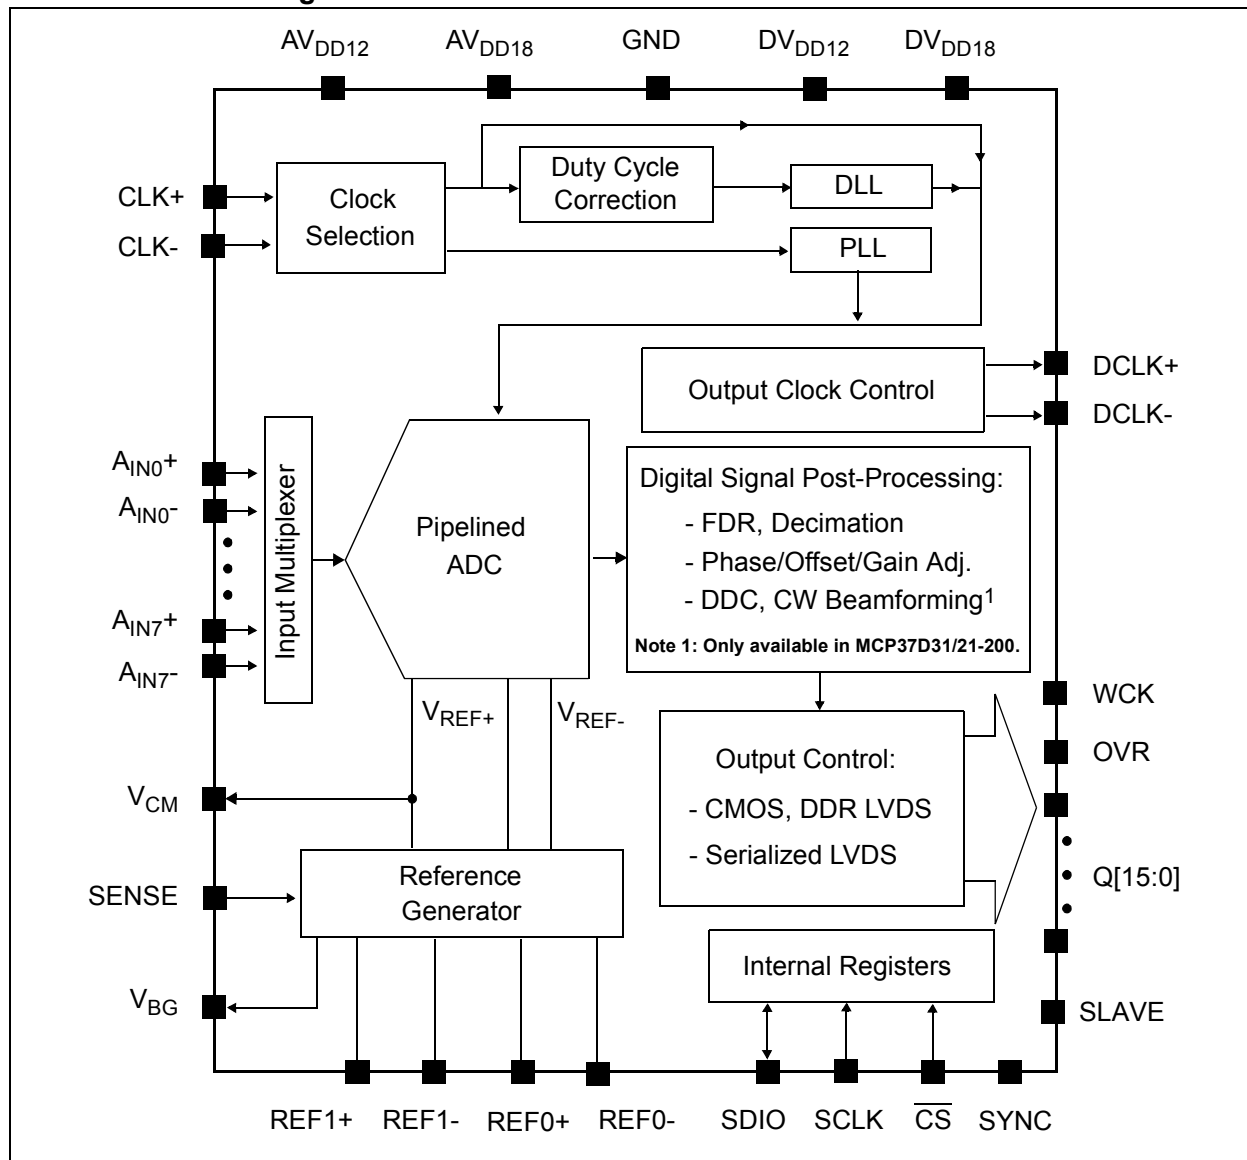 AVDD12 AVDD18 GND DVDD12 DVDD18
CLK+
CLK-
Clock
Selection
Duty Cycle
Correction
DLL
PLL
Output Clock Control
DCLK+
DCLK-
AIN0+
AIN0-
AIN7+
AIN7-
Input Multiplexer
Pipelined
ADC
Digital Signal Post-Processing:
- FDR, Decimation
- Phase/Offset/Gain Adj.
- DDC, CW Beamforming1
Note 1: Only available in MCP37D31/21-200.
VREF+ VREF-
Output Control:
- CMOS, DDR LVDS
- Serialized LVDS
WCK
OVR
Q[15:0]
SLAVE
VCM
SENSE
VBG
Reference
Generator
Internal Registers
REF1+ REF1- REF0+ REF0- SDIO SCLK CS SYNC